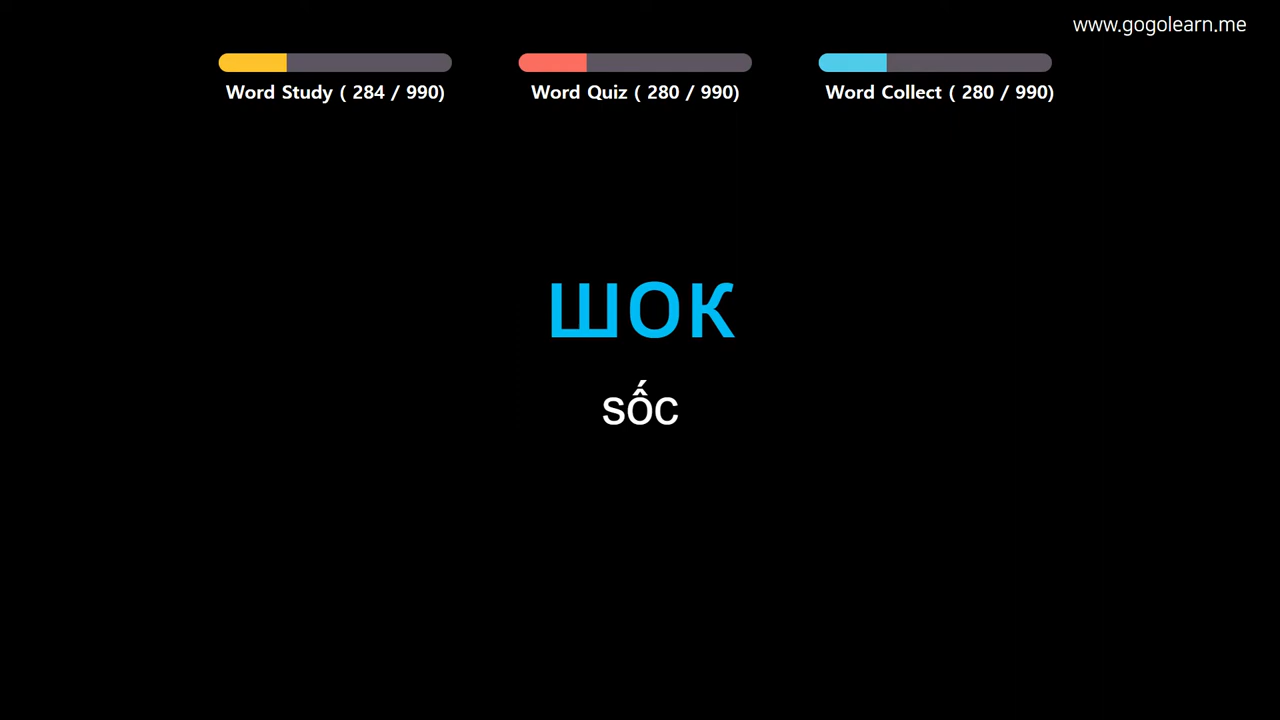 www.gogolearn.me
Word Study ( 284 / 990)
Word Quiz ( 280 / 990)
Word Collect ( 280 / 990)
шок
sốc